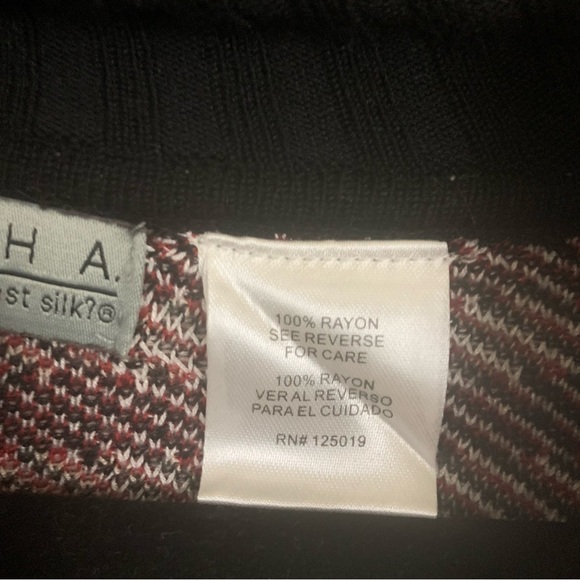 H A.
st silk?®
100% RAYON
SEE REVERSE
FOR CARE
100% RAYON
VER AL REVERSO
PARA EL CUIDADO
RN# 125019